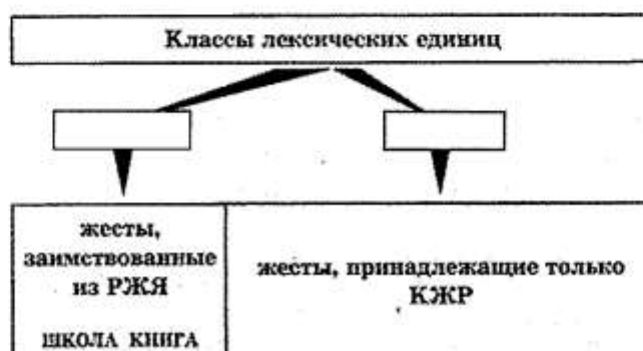 Классы лексических единиц
жесты,
заимствованные
из РЖЯ
ШКОЛА КНИГА
жесты, принадлежащие только
КЖР